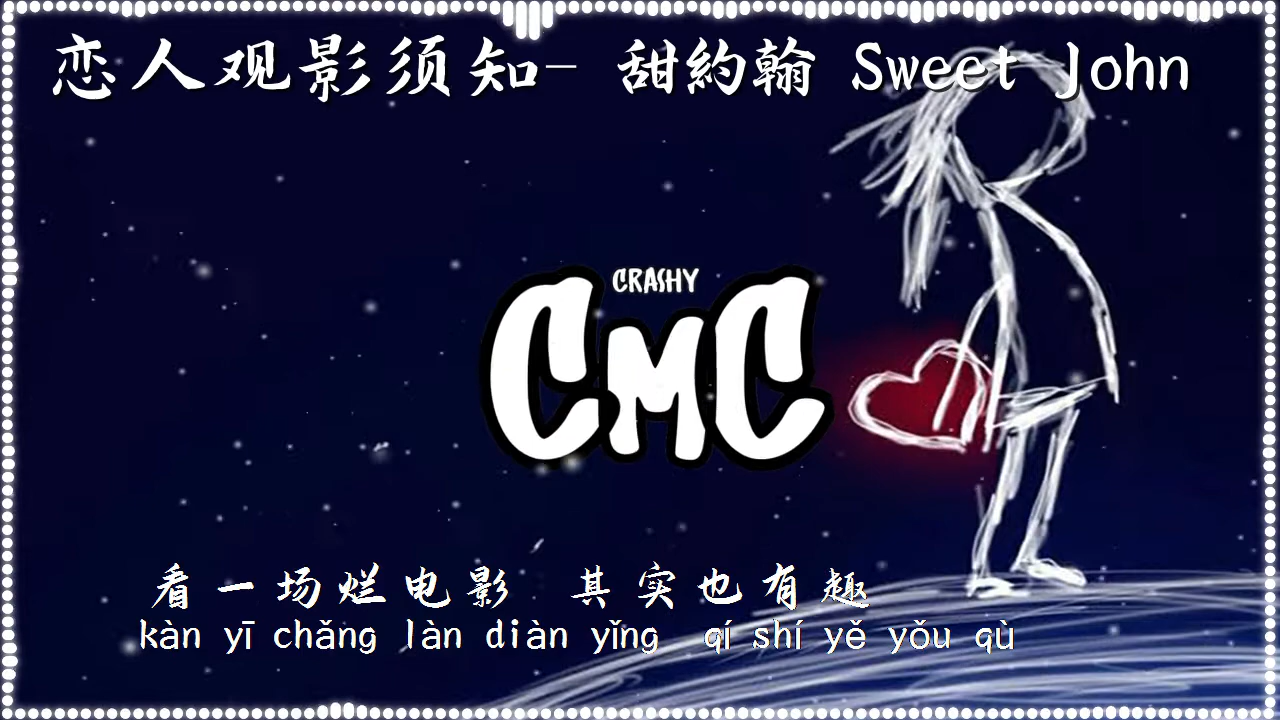 恋人观影须知- 甜約翰 Sweet John
CRASHY
CMC
看一场烂电影 其实也有趣
kàn yī chǎng làn diàn yǐng qí shí yě yǒu qù